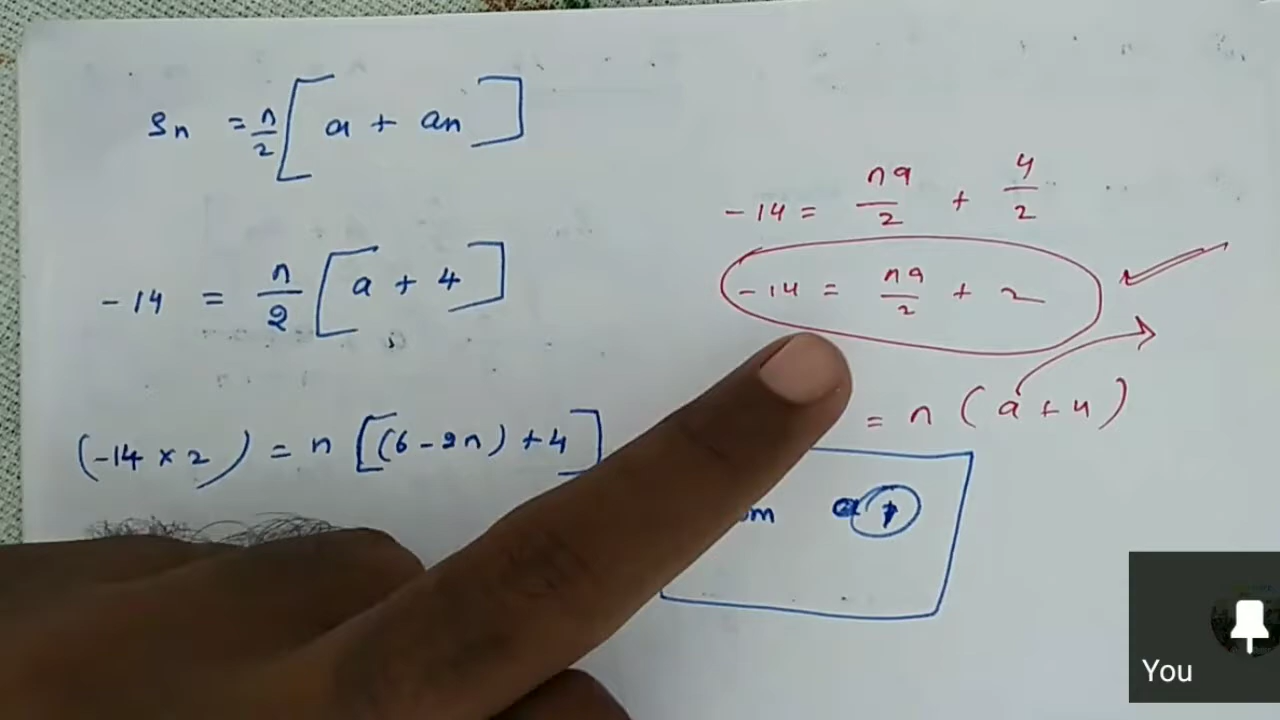 Sn = n/2 [ a + an ]
-14 = n/2 [ a + 4 ]
(-14 × 2) = n [(6 - 2n) + 4]
-14 = na/2 + 4/2
-14 = na/2 + 2
= n (a + 4)
You